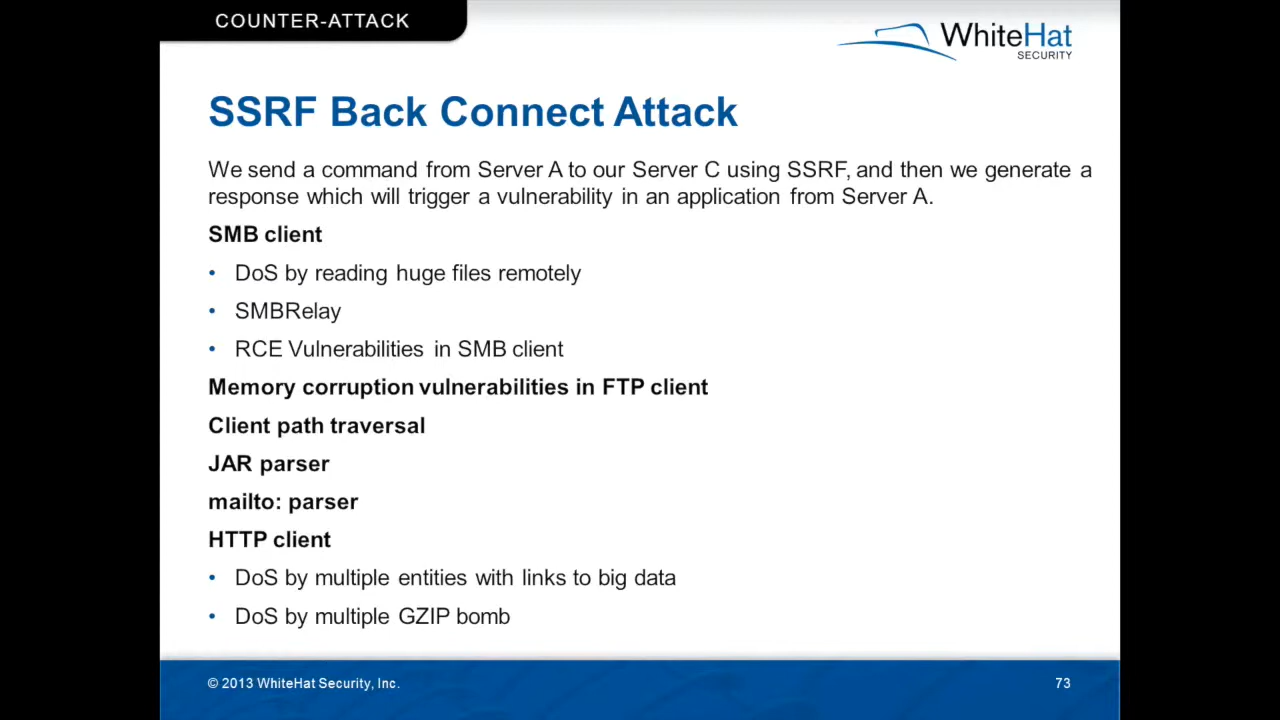 COUNTER-ATTACK
WhiteHat
SECURITY
SSRF Back Connect Attack
We send a command from Server A to our Server C using SSRF, and then we generate a
response which will trigger a vulnerability in an application from Server A.
SMB client
• DoS by reading huge files remotely
• SMBRelay
• RCE Vulnerabilities in SMB client
Memory corruption vulnerabilities in FTP client
Client path traversal
JAR parser
mailto: parser
HTTP client
• DoS by multiple entities with links to big data
• DoS by multiple GZIP bomb
© 2013 WhiteHat Security, Inc.
73